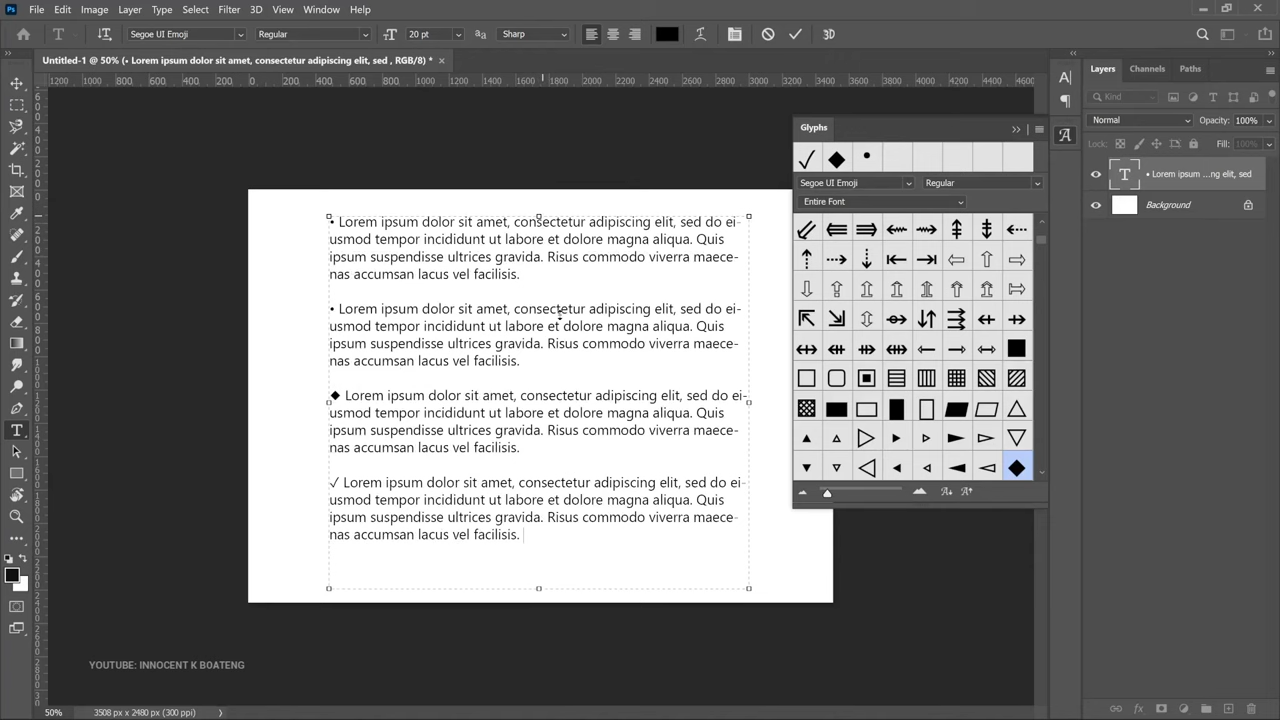 Ps File Edit Image Layer Type Select Filter 3D View Window Help
Segoe UI Emoji Regular 20 pt aa Sharp 3D
Untitled-1 @ 50% (• Lorem ipsum dolor sit amet, consectetur adipiscing elit, sed , RGB/8) *
Glyphs
✓ ◆ •
Segoe UI Emoji Regular
Entire Font
Layers Channels Paths
Kind
Normal Opacity: 100%
Lock: Fill: 100%
T • Lorem ipsum ...ng elit, sed
Background
• Lorem ipsum dolor sit amet, consectetur adipiscing elit, sed do ei-
usmod tempor incididunt ut labore et dolore magna aliqua. Quis
ipsum suspendisse ultrices gravida. Risus commodo viverra maece-
nas accumsan lacus vel facilisis.
• Lorem ipsum dolor sit amet, consectetur adipiscing elit, sed do ei-
usmod tempor incididunt ut labore et dolore magna aliqua. Quis
ipsum suspendisse ultrices gravida. Risus commodo viverra maece-
nas accumsan lacus vel facilisis.
◆ Lorem ipsum dolor sit amet, consectetur adipiscing elit, sed do ei-
usmod tempor incididunt ut labore et dolore magna aliqua. Quis
ipsum suspendisse ultrices gravida. Risus commodo viverra maece-
nas accumsan lacus vel facilisis.
✓ Lorem ipsum dolor sit amet, consectetur adipiscing elit, sed do ei-
usmod tempor incididunt ut labore et dolore magna aliqua. Quis
ipsum suspendisse ultrices gravida. Risus commodo viverra maece-
nas accumsan lacus vel facilisis.
YOUTUBE: INNOCENT K BOATENG
50% 3508 px x 2480 px (300 ppi)